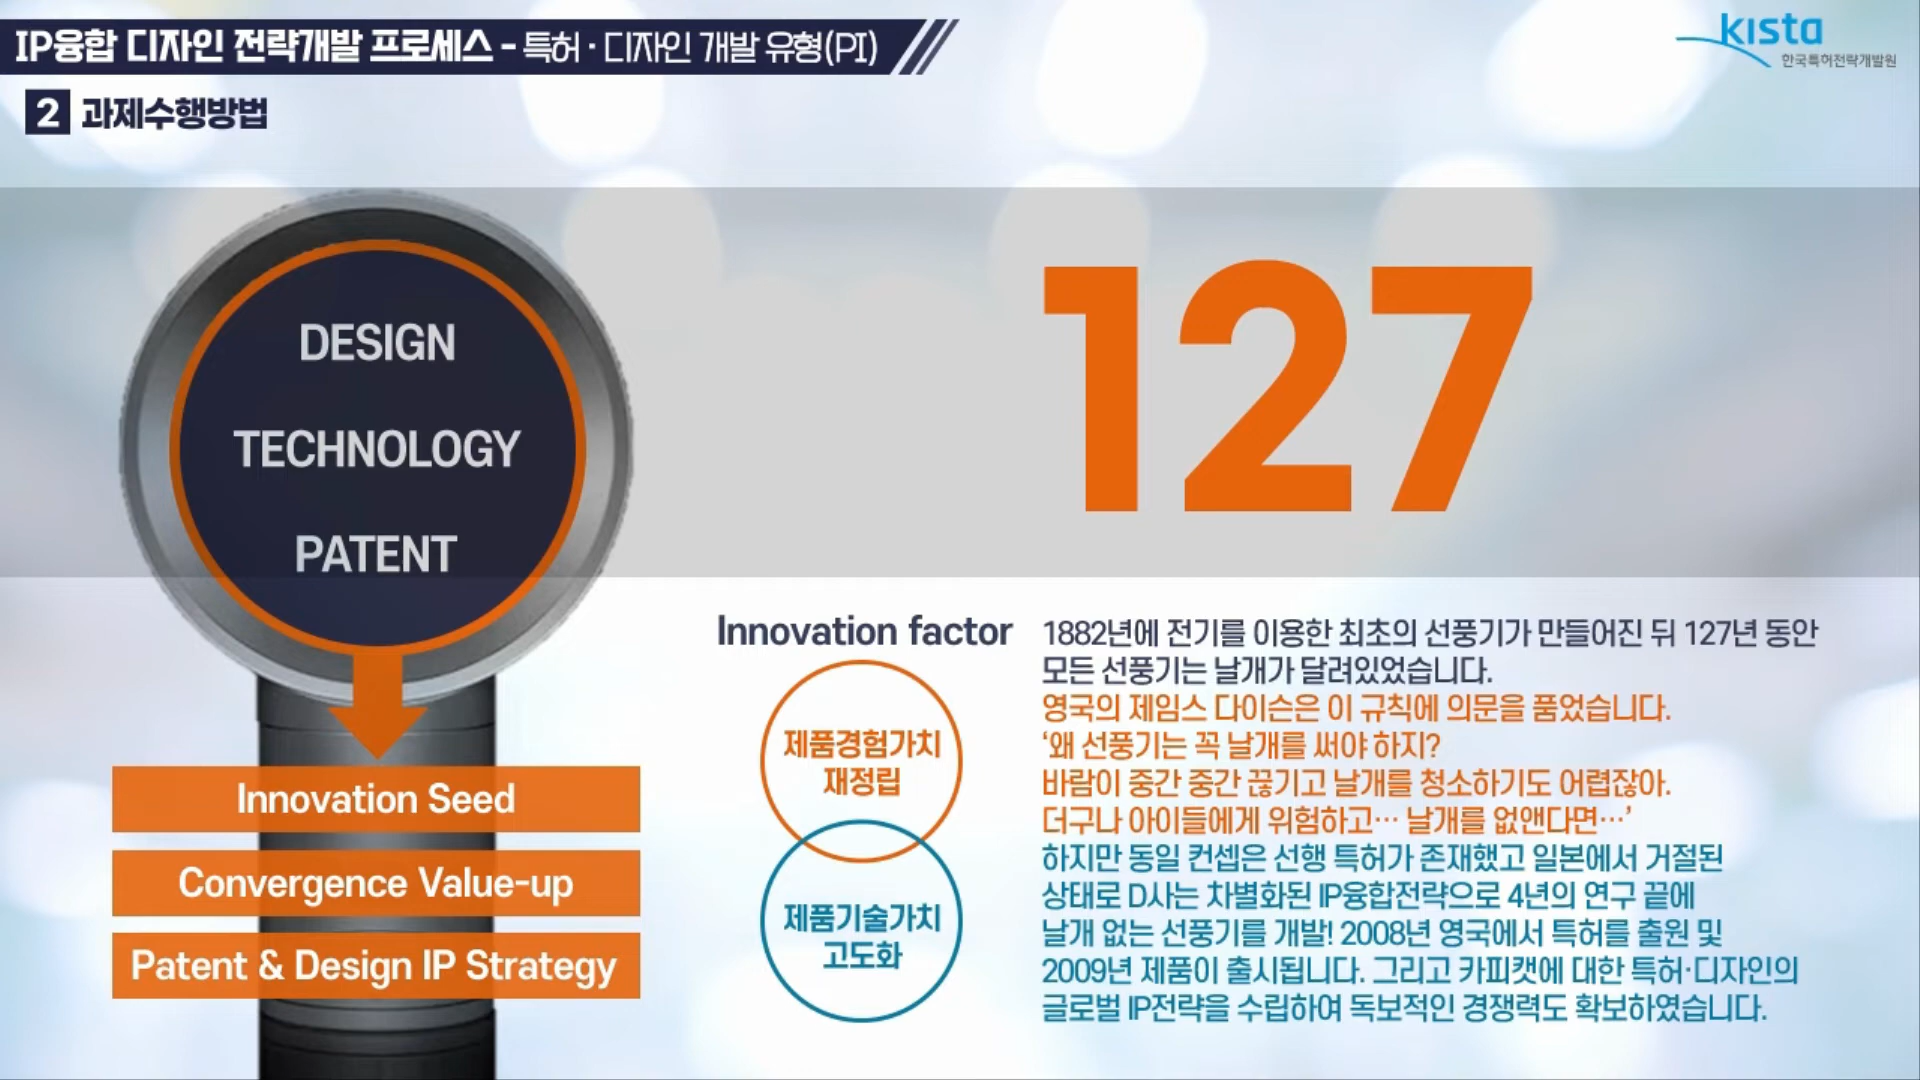 IP융합 디자인 전략개발 프로세스 - 특허 · 디자인 개발 유형(PI)
kista
한국특허전략개발원
2 과제수행방법
DESIGN
TECHNOLOGY
PATENT
127
Innovation Seed
Convergence Value-up
Patent & Design IP Strategy
Innovation factor
제품경험가치
재정립
제품기술가치
고도화
1882년에 전기를 이용한 최초의 선풍기가 만들어진 뒤 127년 동안
모든 선풍기는 날개가 달려있었습니다.
영국의 제임스 다이슨은 이 규칙에 의문을 품었습니다.
‘왜 선풍기는 꼭 날개를 써야 하지?
바람이 중간 중간 끊기고 날개를 청소하기도 어렵잖아.
더구나 아이들에게 위험하고… 날개를 없앤다면…’
하지만 동일 컨셉은 선행 특허가 존재했고 일본에서 거절된
상태로 D사는 차별화된 IP융합전략으로 4년의 연구 끝에
날개 없는 선풍기를 개발! 2008년 영국에서 특허를 출원 및
2009년 제품이 출시됩니다. 그리고 카피캣에 대한 특허·디자인의
글로벌 IP전략을 수립하여 독보적인 경쟁력도 확보하였습니다.